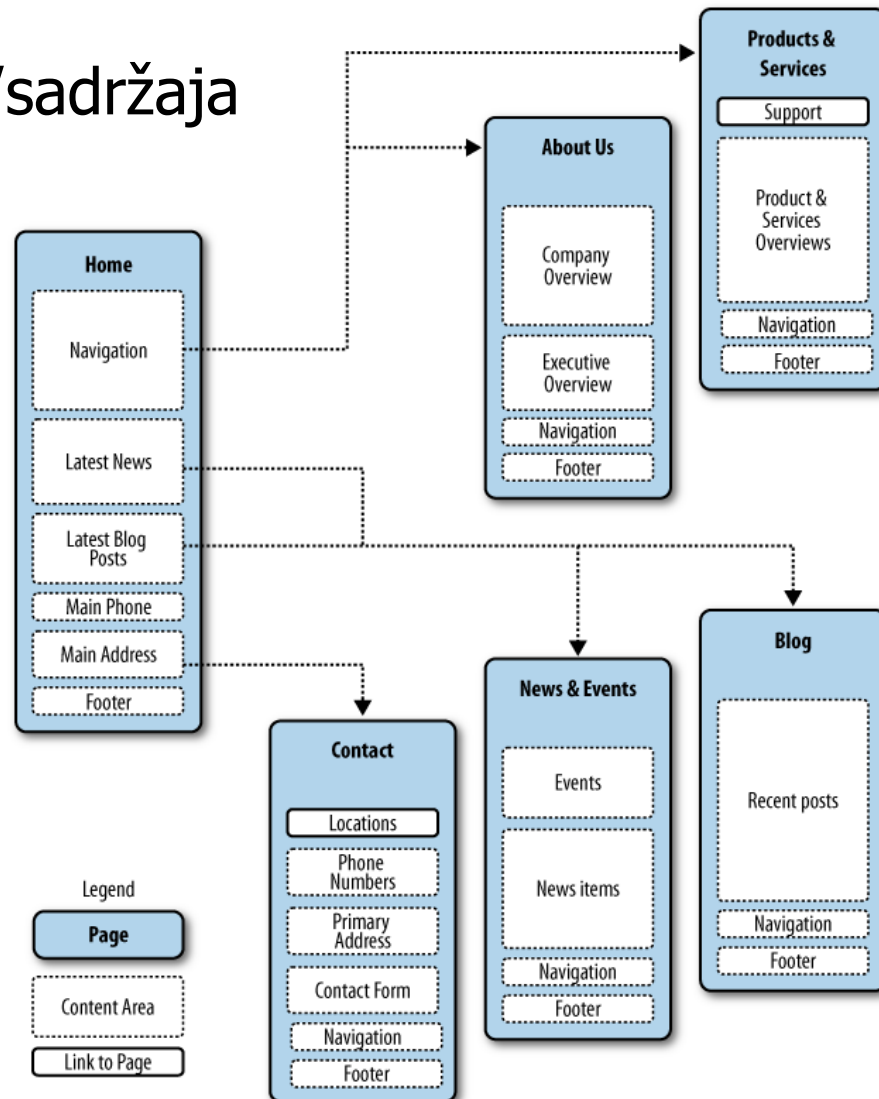 /sadržaja
Products &
Services
Support
Product &
Services
Overviews
Navigation
Footer
About Us
Company
Overview
Executive
Overview
Navigation
Footer
Home
Navigation
Latest News
Latest Blog
Posts
Main Phone
Main Address
Footer
Contact
Locations
Phone
Numbers
Primary
Address
Contact Form
Navigation
Footer
News & Events
Events
News items
Navigation
Footer
Blog
Recent posts
Navigation
Footer
Legend
Page
Content Area
Link to Page